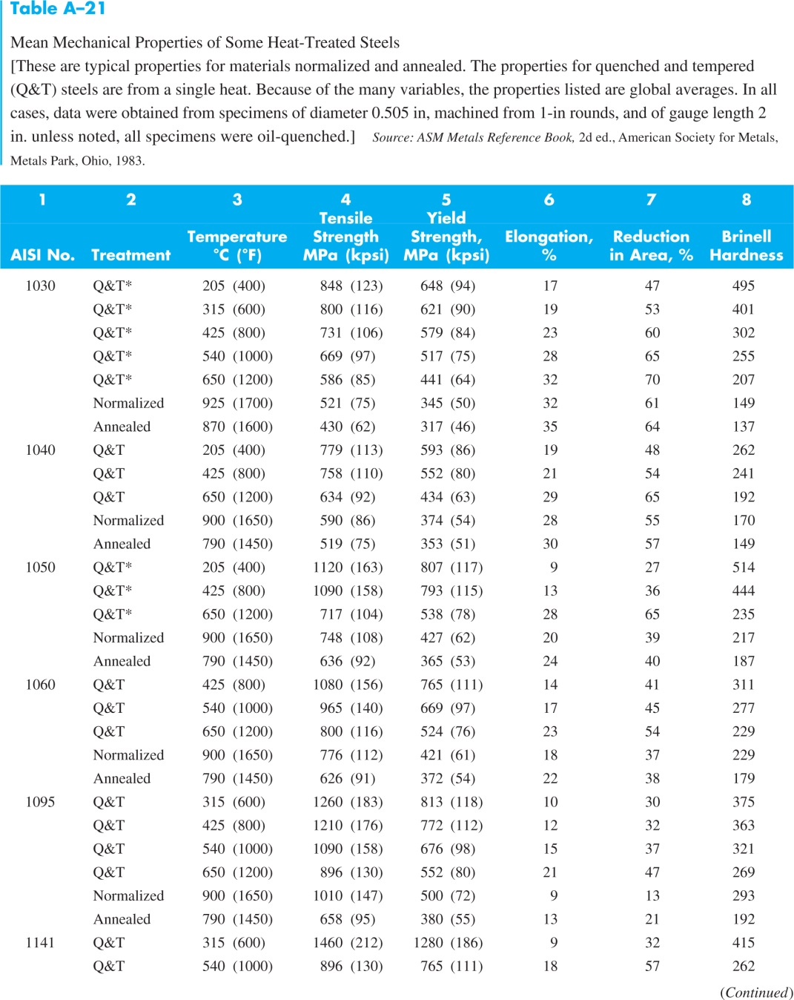 Table A–21
Mean Mechanical Properties of Some Heat-Treated Steels
[These are typical properties for materials normalized and annealed. The properties for quenched and tempered
(Q&T) steels are from a single heat. Because of the many variables, the properties listed are global averages. In all
cases, data were obtained from specimens of diameter 0.505 in, machined from 1-in rounds, and of gauge length 2
in. unless noted, all specimens were oil-quenched.] Source: ASM Metals Reference Book, 2d ed., American Society for Metals,
Metals Park, Ohio, 1983.
1 2 3 4 5 6 7 8
Tensile Yield
Temperature Strength Strength, Elongation, Reduction Brinell
AISI No. Treatment °C (°F) MPa (kpsi) MPa (kpsi) % in Area, % Hardness
1030 Q&T* 205 (400) 848 (123) 648 (94) 17 47 495
Q&T* 315 (600) 800 (116) 621 (90) 19 53 401
Q&T* 425 (800) 731 (106) 579 (84) 23 60 302
Q&T* 540 (1000) 669 (97) 517 (75) 28 65 255
Q&T* 650 (1200) 586 (85) 441 (64) 32 70 207
Normalized 925 (1700) 521 (75) 345 (50) 32 61 149
Annealed 870 (1600) 430 (62) 317 (46) 35 64 137
1040 Q&T 205 (400) 779 (113) 593 (86) 19 48 262
Q&T 425 (800) 758 (110) 552 (80) 21 54 241
Q&T 650 (1200) 634 (92) 434 (63) 29 65 192
Normalized 900 (1650) 590 (86) 374 (54) 28 55 170
Annealed 790 (1450) 519 (75) 353 (51) 30 57 149
1050 Q&T* 205 (400) 1120 (163) 807 (117) 9 27 514
Q&T* 425 (800) 1090 (158) 793 (115) 13 36 444
Q&T* 650 (1200) 717 (104) 538 (78) 28 65 235
Normalized 900 (1650) 748 (108) 427 (62) 20 39 217
Annealed 790 (1450) 636 (92) 365 (53) 24 40 187
1060 Q&T 425 (800) 1080 (156) 765 (111) 14 41 311
Q&T 540 (1000) 965 (140) 669 (97) 17 45 277
Q&T 650 (1200) 800 (116) 524 (76) 23 54 229
Normalized 900 (1650) 776 (112) 421 (61) 18 37 229
Annealed 790 (1450) 626 (91) 372 (54) 22 38 179
1095 Q&T 315 (600) 1260 (183) 813 (118) 10 30 375
Q&T 425 (800) 1210 (176) 772 (112) 12 32 363
Q&T 540 (1000) 1090 (158) 676 (98) 15 37 321
Q&T 650 (1200) 896 (130) 552 (80) 21 47 269
Normalized 900 (1650) 1010 (147) 500 (72) 9 13 293
Annealed 790 (1450) 658 (95) 380 (55) 13 21 192
1141 Q&T 315 (600) 1460 (212) 1280 (186) 9 32 415
Q&T 540 (1000) 896 (130) 765 (111) 18 57 262
(Continued)